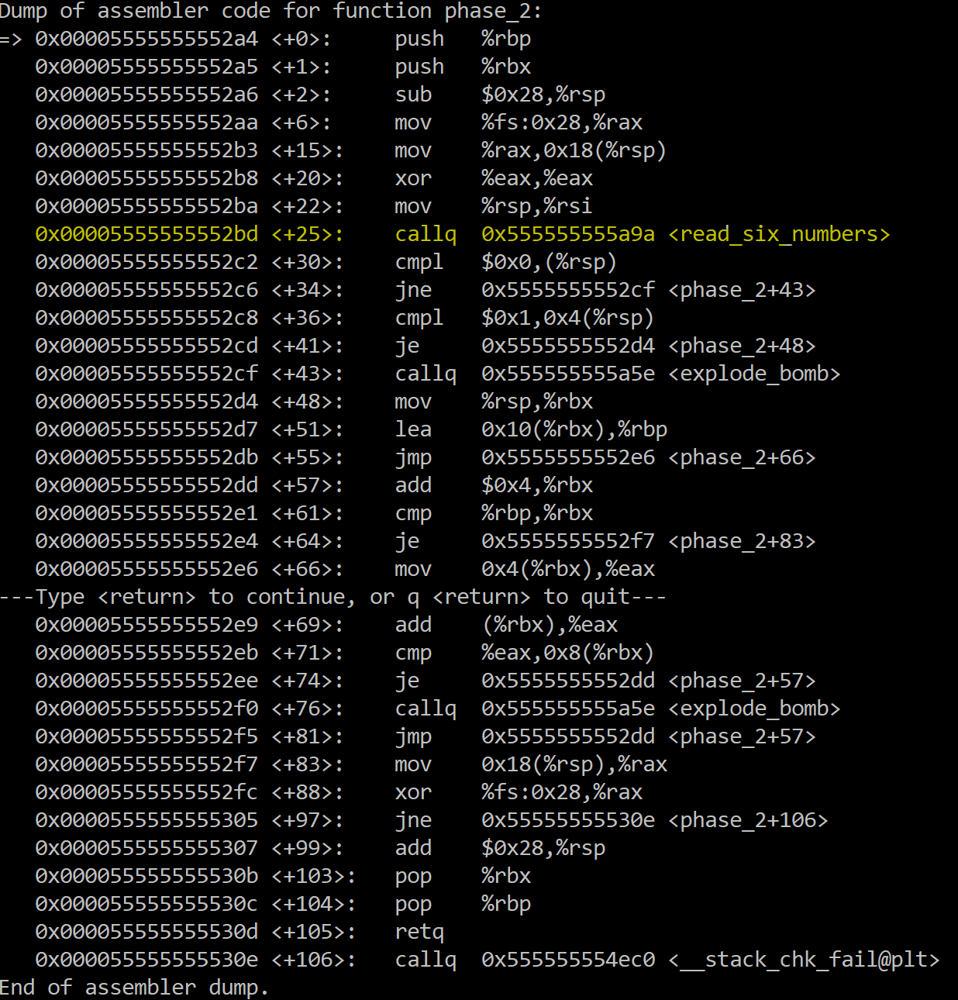 Dump of assembler code for function phase_2:
=> 0x00005555555552a4 <+0>:     push   %rbp
   0x00005555555552a5 <+1>:     push   %rbx
   0x00005555555552a6 <+2>:     sub    $0x28,%rsp
   0x00005555555552aa <+6>:     mov    %fs:0x28,%rax
   0x00005555555552b3 <+15>:    mov    %rax,0x18(%rsp)
   0x00005555555552b8 <+20>:    xor    %eax,%eax
   0x00005555555552ba <+22>:    mov    %rsp,%rsi
   0x00005555555552bd <+25>:    callq  0x555555555a9a <read_six_numbers>
   0x00005555555552c2 <+30>:    cmpl   $0x0,(%rsp)
   0x00005555555552c6 <+34>:    jne    0x5555555552cf <phase_2+43>
   0x00005555555552c8 <+36>:    cmpl   $0x1,0x4(%rsp)
   0x00005555555552cd <+41>:    je     0x5555555552d4 <phase_2+48>
   0x00005555555552cf <+43>:    callq  0x555555555a5e <explode_bomb>
   0x00005555555552d4 <+48>:    mov    %rsp,%rbx
   0x00005555555552d7 <+51>:    lea    0x10(%rbx),%rbp
   0x00005555555552db <+55>:    jmp    0x5555555552e6 <phase_2+66>
   0x00005555555552dd <+57>:    add    $0x4,%rbx
   0x00005555555552e1 <+61>:    cmp    %rbp,%rbx
   0x00005555555552e4 <+64>:    je     0x5555555552f7 <phase_2+83>
   0x00005555555552e6 <+66>:    mov    0x4(%rbx),%eax
---Type <return> to continue, or q <return> to quit---
   0x00005555555552e9 <+69>:    add    (%rbx),%eax
   0x00005555555552eb <+71>:    cmp    %eax,0x8(%rbx)
   0x00005555555552ee <+74>:    je     0x5555555552dd <phase_2+57>
   0x00005555555552f0 <+76>:    callq  0x555555555a5e <explode_bomb>
   0x00005555555552f5 <+81>:    jmp    0x5555555552dd <phase_2+57>
   0x00005555555552f7 <+83>:    mov    0x18(%rsp),%rax
   0x00005555555552fc <+88>:    xor    %fs:0x28,%rax
   0x0000555555555305 <+97>:    jne    0x55555555530e <phase_2+106>
   0x0000555555555307 <+99>:    add    $0x28,%rsp
   0x000055555555530b <+103>:   pop    %rbx
   0x000055555555530c <+104>:   pop    %rbp
   0x000055555555530d <+105>:   retq
   0x000055555555530e <+106>:   callq  0x555555554ec0 <__stack_chk_fail@plt>
End of assembler dump.